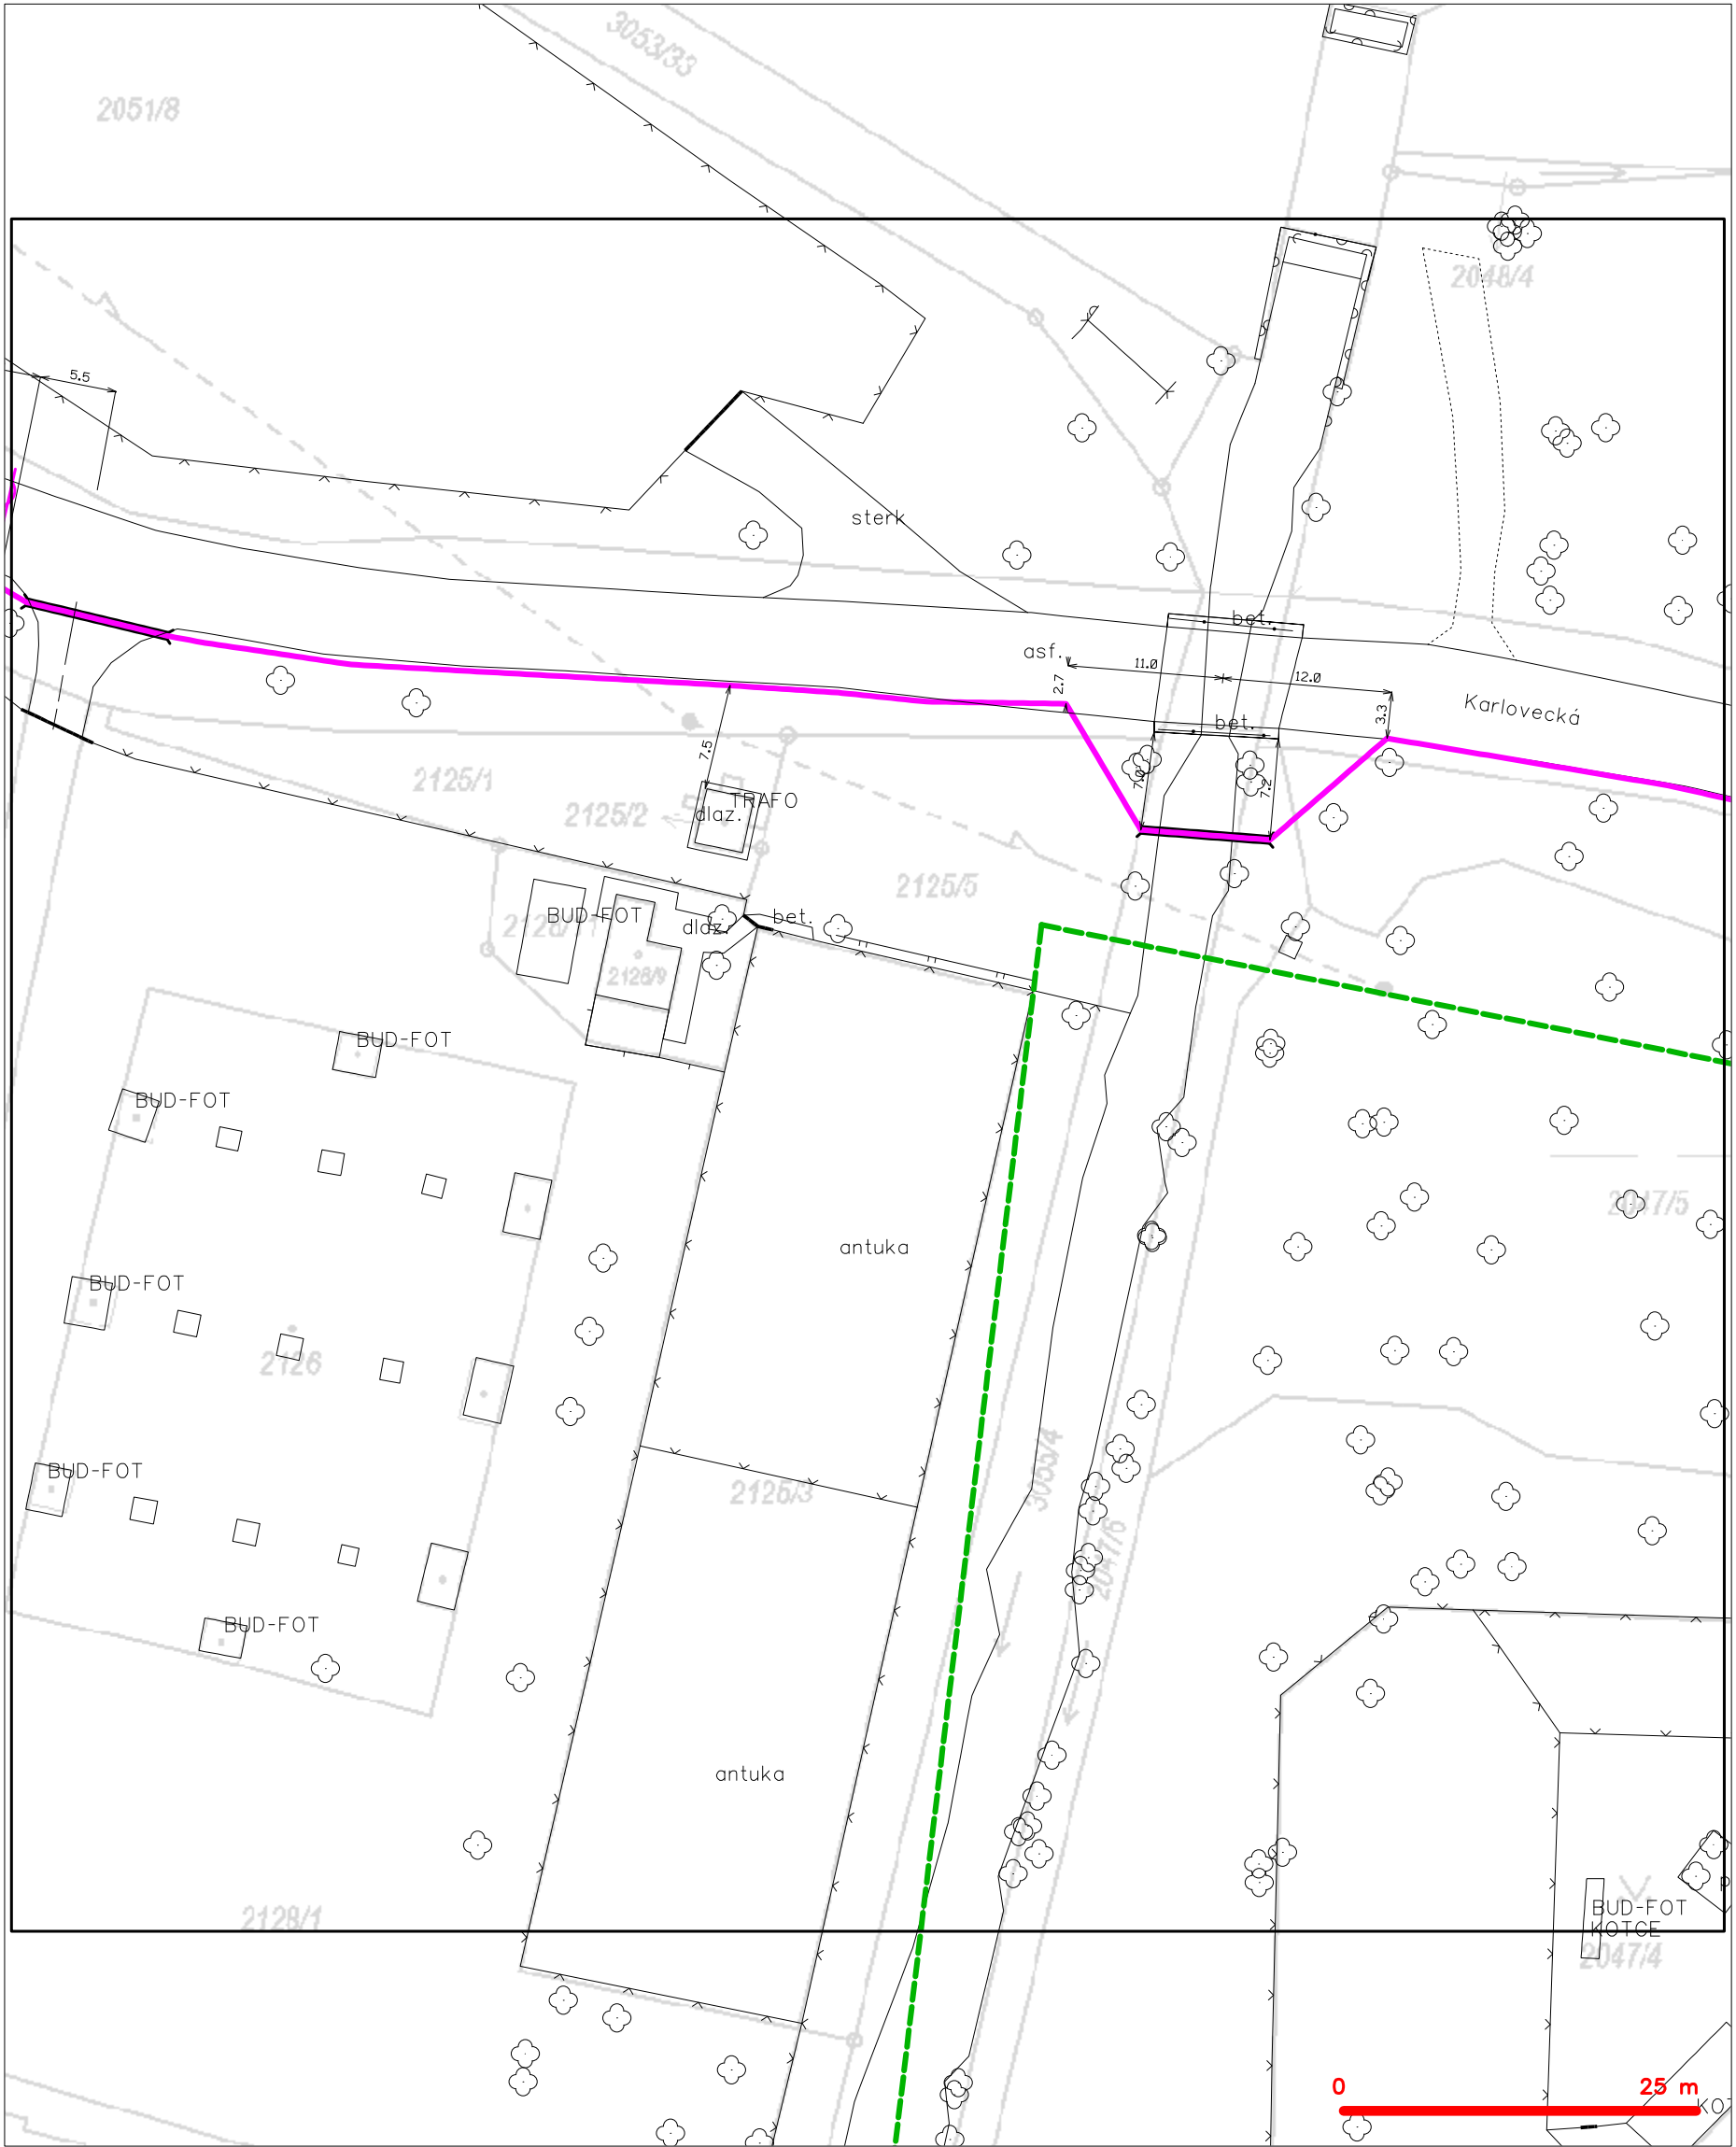 3053/33
2051/8
2048/4
5.5
sterk
bet.
asf.
11.0
12.0
2.7
3.3
Karlovecká
bet.
7.5
7.0
7.2
2125/1
2125/2
TRAFO
dlaz.
2125/5
BUD-FOT
bet.
dlaz.
2128/9
BUD-FOT
BUD-FOT
2047/5
antuka
BUD-FOT
2126
BUD-FOT
2125/3
3055/4
2047/6
BUD-FOT
antuka
2128/1
BUD-FOT
KOTCE
2047/4
0
25 m